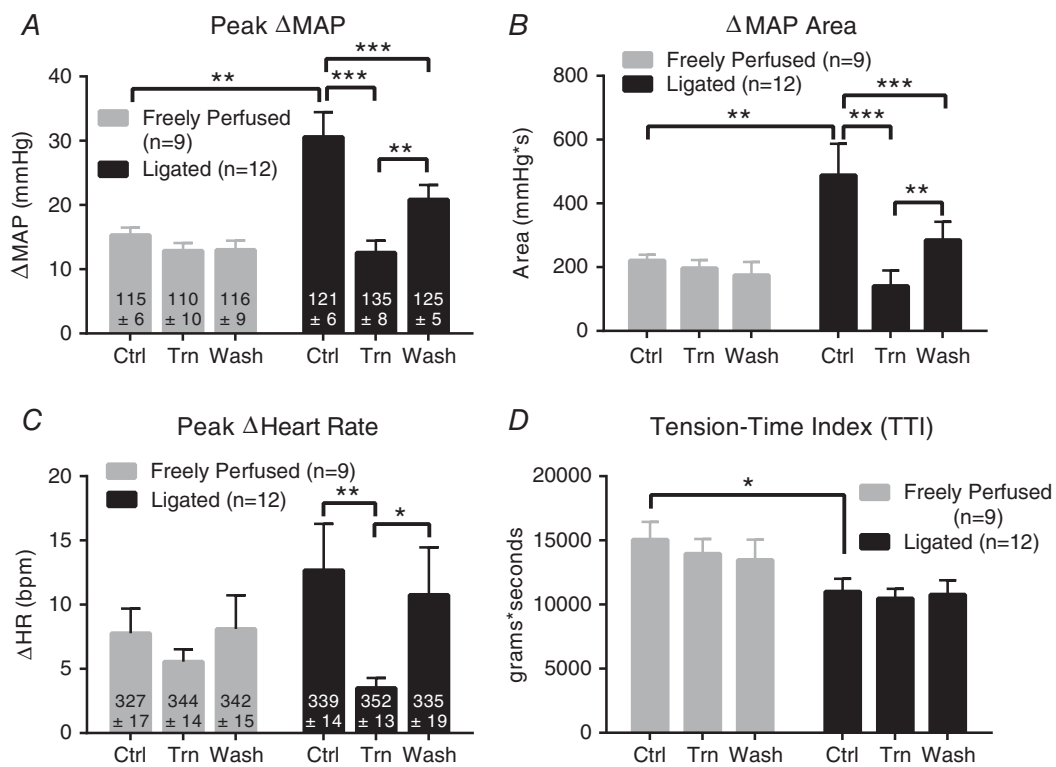 A
Peak ΔMAP
ΔMAP (mmHg)
40
30
20
10
0
Freely Perfused
(n=9)
Ligated (n=12)
**
***
***
**
115
± 6
110
± 10
116
± 9
121
± 6
135
± 8
125
± 5
Ctrl Trn Wash Ctrl Trn Wash
B
ΔMAP Area
Area (mmHg*s)
800
600
400
200
0
Freely Perfused (n=9)
Ligated (n=12)
**
***
***
**
Ctrl Trn Wash Ctrl Trn Wash
C
Peak ΔHeart Rate
ΔHR (bpm)
20
15
10
5
0
Freely Perfused (n=9)
Ligated (n=12)
**
*
327
± 17
344
± 14
342
± 15
339
± 14
352
± 13
335
± 19
Ctrl Trn Wash Ctrl Trn Wash
D
Tension-Time Index (TTI)
grams*seconds
20000
15000
10000
5000
0
Freely Perfused
(n=9)
Ligated (n=12)
*
Ctrl Trn Wash Ctrl Trn Wash